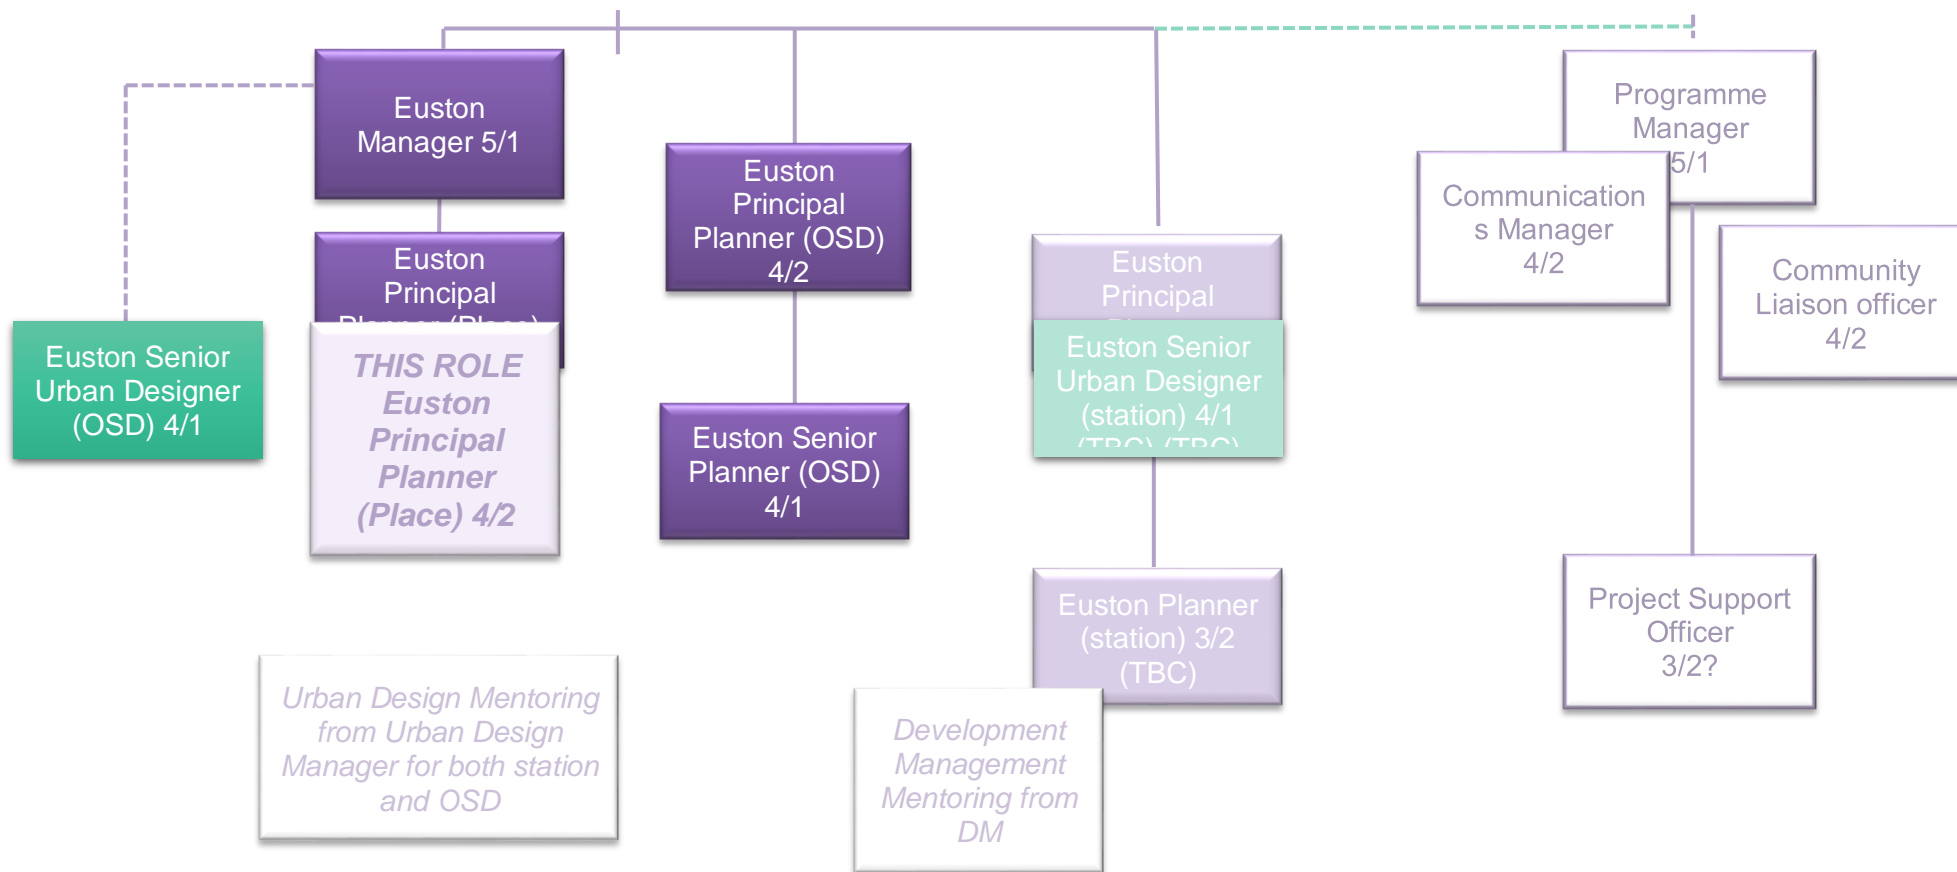 Euston
Manager 5/1
Euston
Principal
Planner (Place)
THIS ROLE
Euston
Principal
Planner
(Place) 4/2
Euston Senior
Urban Designer
(OSD) 4/1
Euston
Principal
Planner (OSD)
4/2
Euston Senior
Planner (OSD)
4/1
Euston
Principal
Euston Senior
Urban Designer
(station) 4/1
(TBC) (TBC)
Euston Planner
(station) 3/2
(TBC)
Programme
Manager
5/1
Communication
s Manager
4/2
Community
Liaison officer
4/2
Project Support
Officer
3/2?
Urban Design Mentoring
from Urban Design
Manager for both station
and OSD
Development
Management
Mentoring from
DM